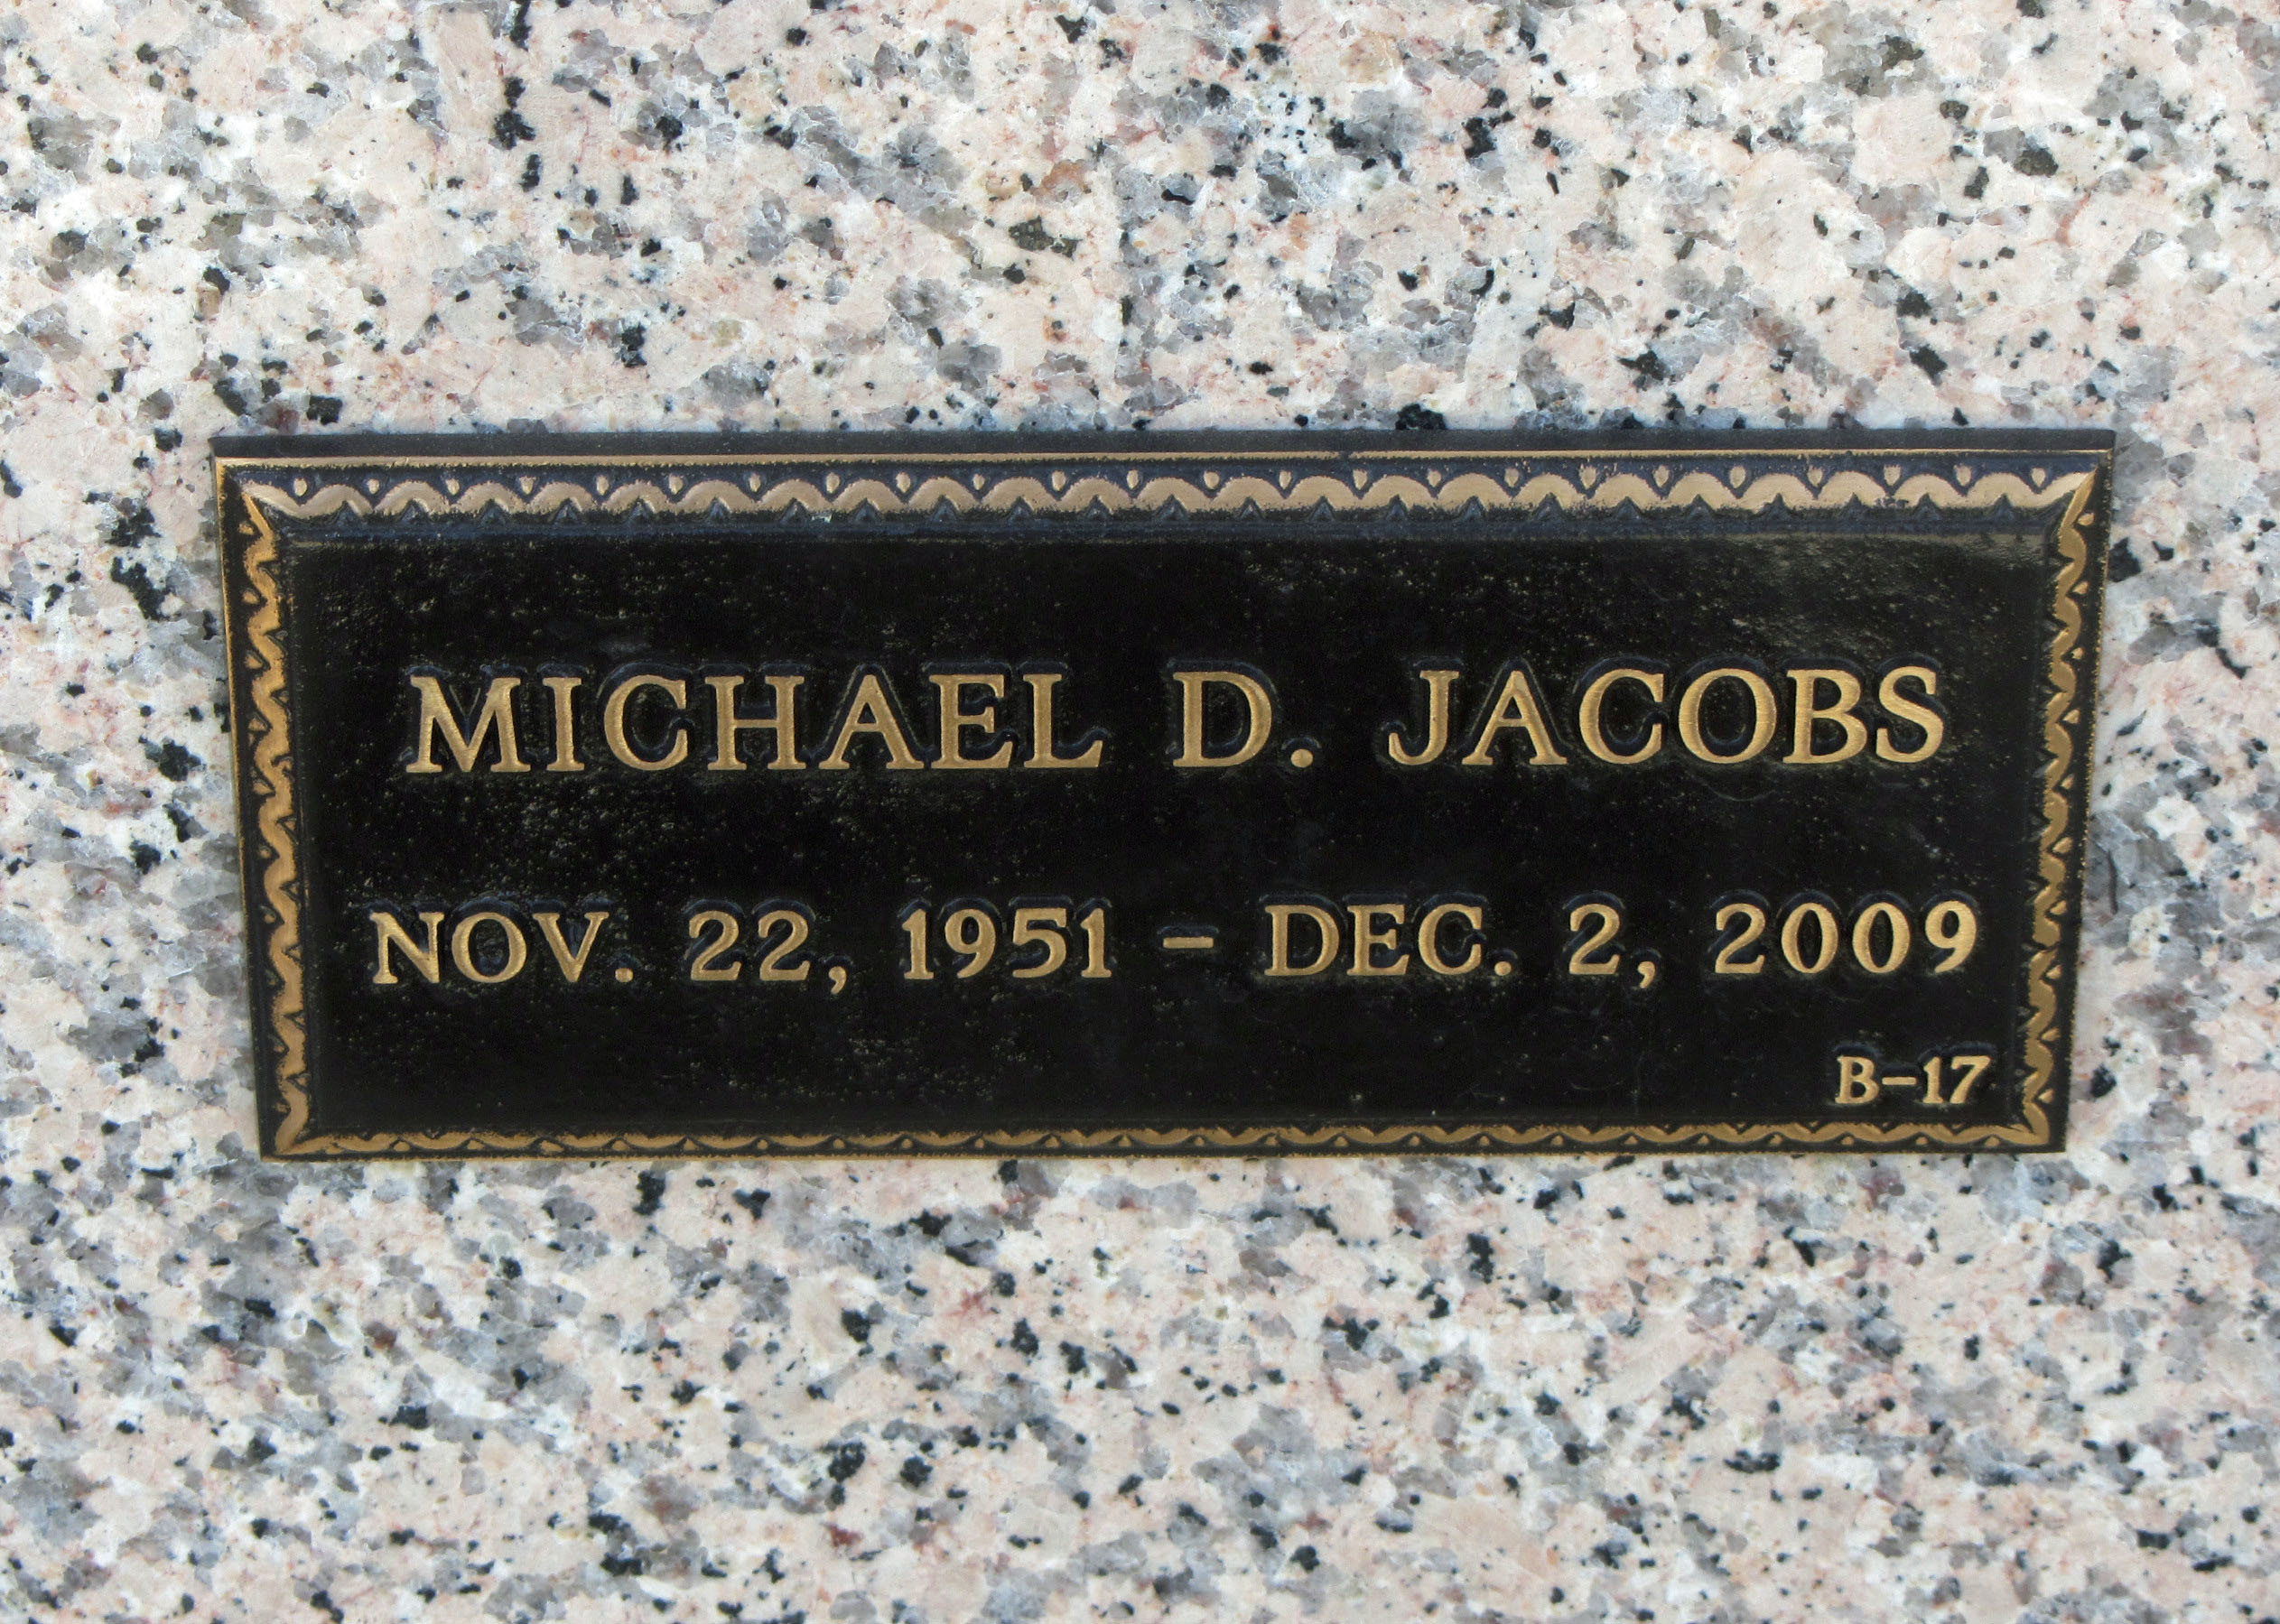 MICHAEL D. JACOBS
NOV. 22, 1951 – DEC. 2, 2009
B-17